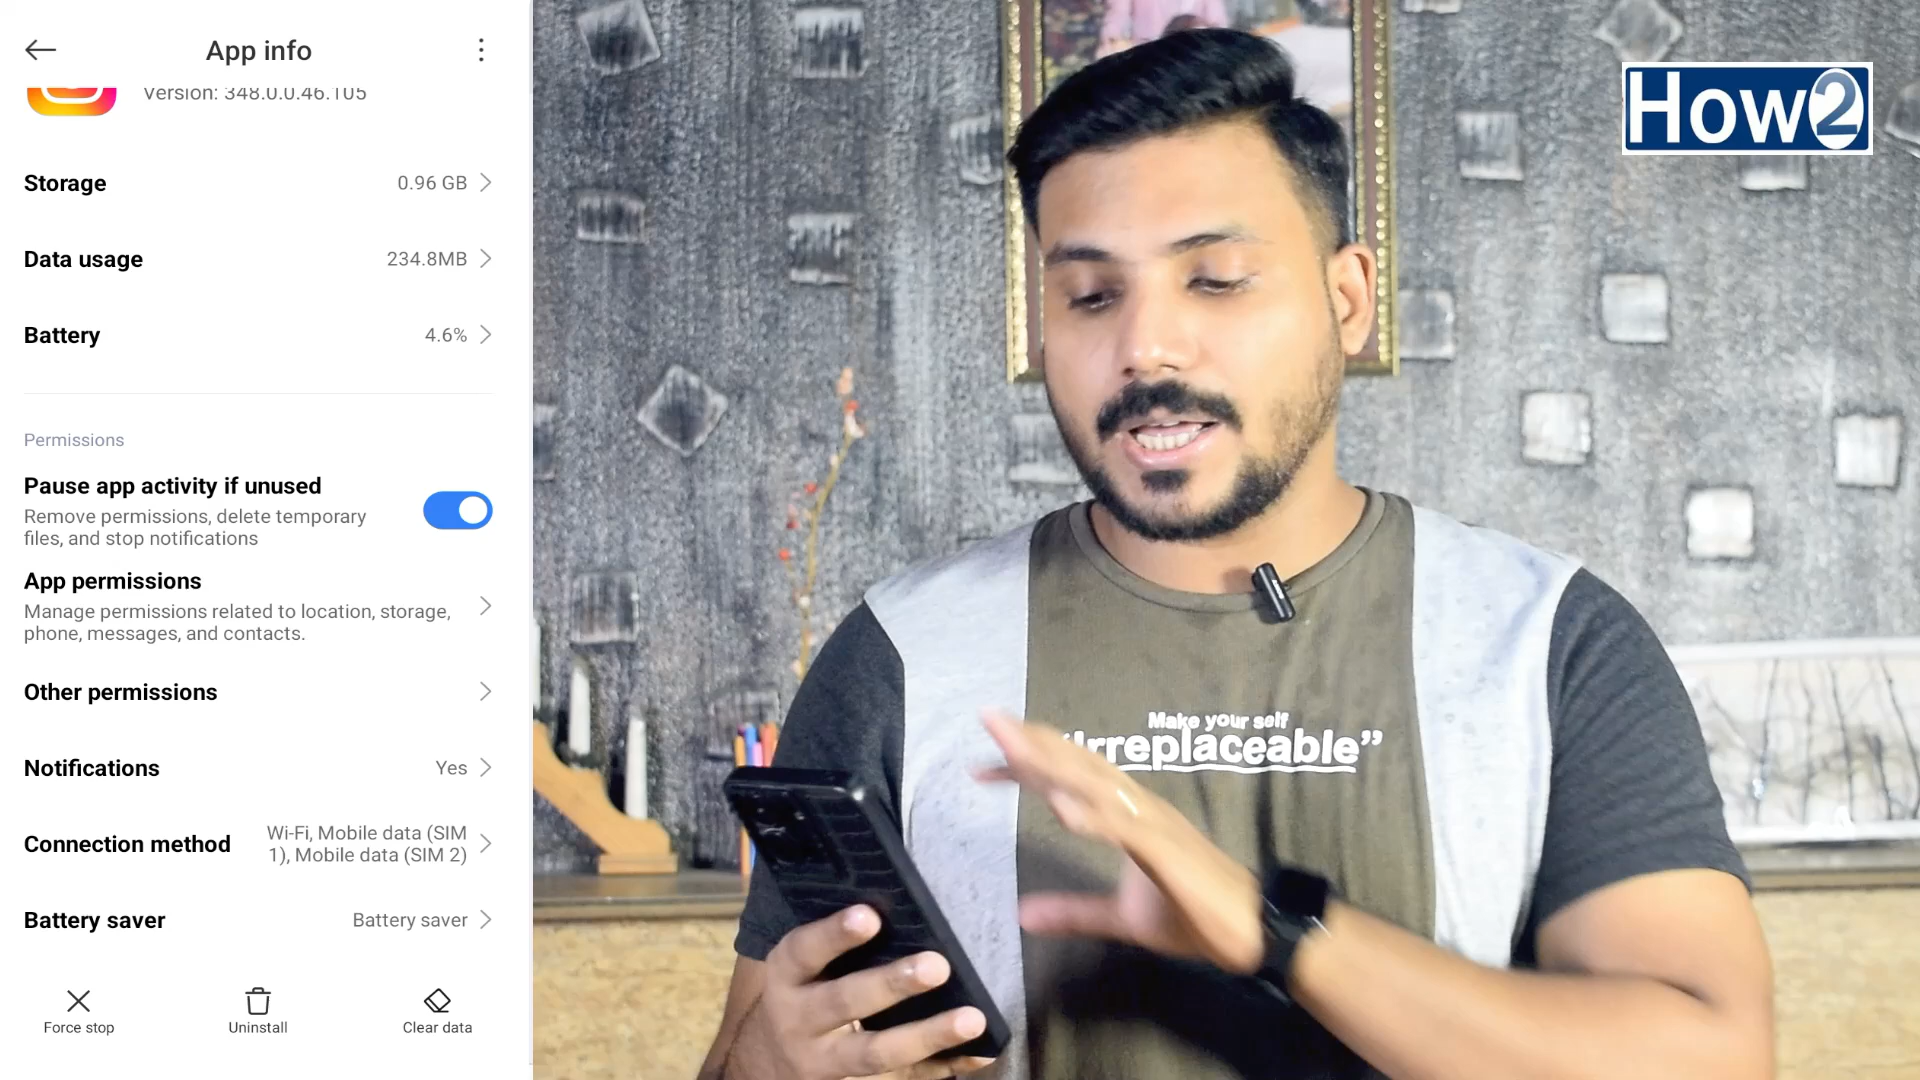 App info
Version: 348.0.0.46.105
Storage 0.96 GB
Data usage 234.8MB
Battery 4.6%
Permissions
Pause app activity if unused
Remove permissions, delete temporary
files, and stop notifications
App permissions
Manage permissions related to location, storage,
phone, messages, and contacts.
Other permissions
Notifications Yes
Connection method Wi-Fi, Mobile data (SIM
1), Mobile data (SIM 2)
Battery saver Battery saver
Force stop Uninstall Clear data
How2
Make your self
“Irreplaceable”